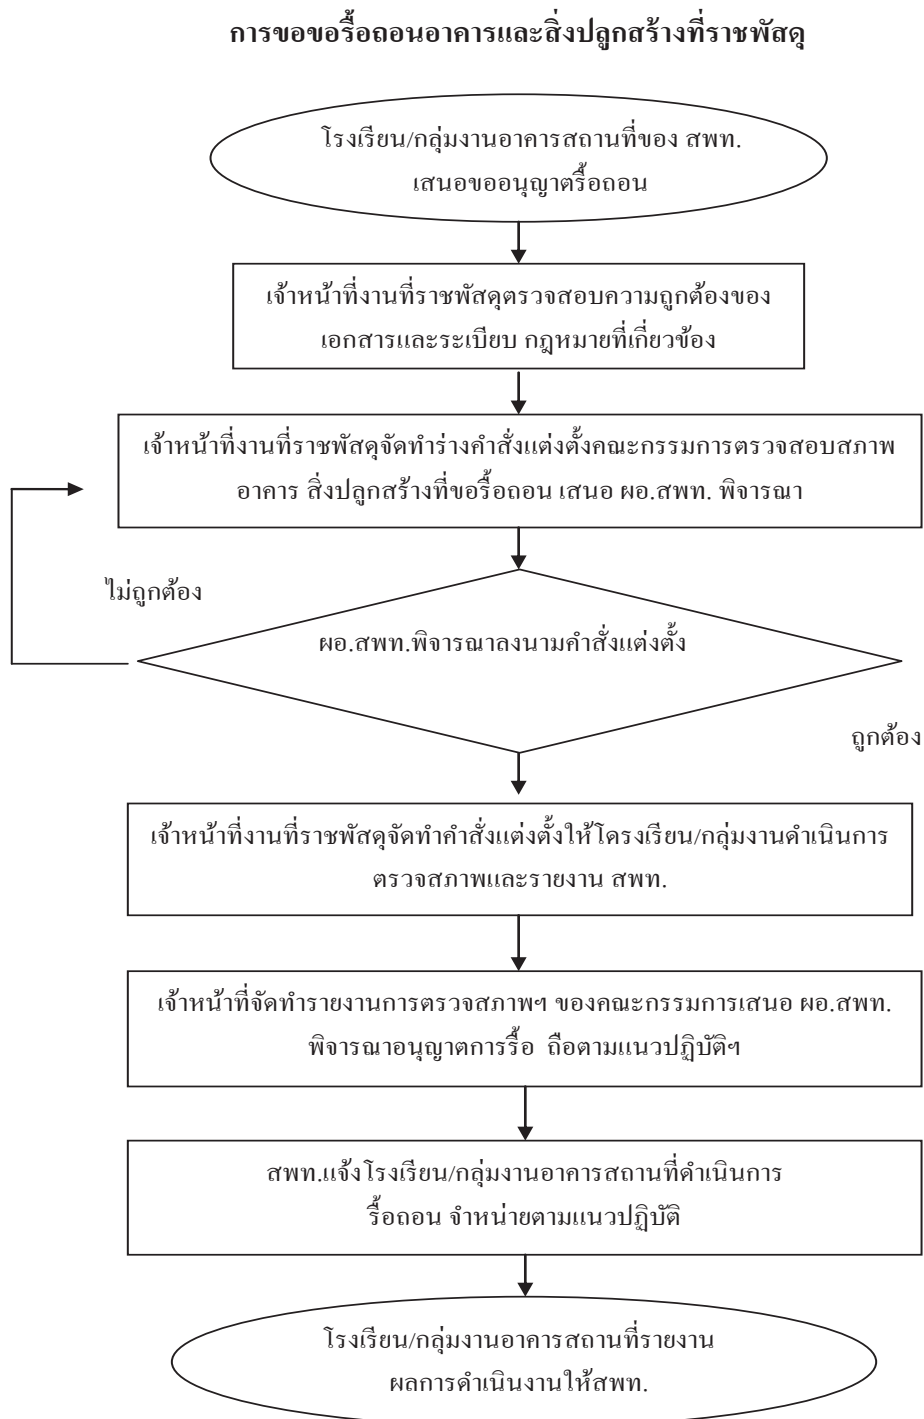 การขอขอรื้อถอนอาคารและสิ่งปลูกสร้างที่ราชพัสดุ
โรงเรียน/กลุ่มงานอาคารสถานที่ของ สพท.
เสนอขออนุญาตรื้อถอน
เจ้าหน้าที่งานที่ราชพัสดุตรวจสอบความถูกต้องของ
เอกสารและระเบียบ กฎหมายที่เกี่ยวข้อง
เจ้าหน้าที่งานที่ราชพัสดุจัดทำร่างคำสั่งแต่งตั้งคณะกรรมการตรวจสอบสภาพ
อาคาร สิ่งปลูกสร้างที่ขอรื้อถอน เสนอ ผอ.สพท. พิจารณา
ไม่ถูกต้อง
ผอ.สพท.พิจารณาลงนามคำสั่งแต่งตั้ง
ถูกต้อง
เจ้าหน้าที่งานที่ราชพัสดุจัดทำคำสั่งแต่งตั้งให้โดรงเรียน/กลุ่มงานดำเนินการ
ตรวจสภาพและรายงาน สพท.
เจ้าหน้าที่จัดทำรายงานการตรวจสภาพฯ ของคณะกรรมการเสนอ ผอ.สพท.
พิจารณาอนุญาตการรื้อ ถือตามแนวปฏิบัติฯ
สพท.แจ้งโรงเรียน/กลุ่มงานอาคารสถานที่ดำเนินการ
รื้อถอน จำหน่ายตามแนวปฏิบัติ
โรงเรียน/กลุ่มงานอาคารสถานที่รายงาน
ผลการดำเนินงานให้สพท.